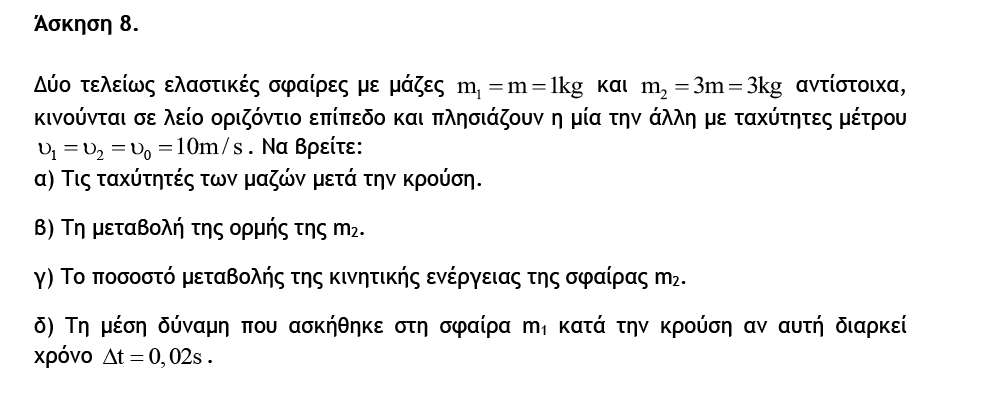 Άσκηση 8.
Δύο τελείως ελαστικές σφαίρες με μάζες m₁ = m = 1kg και m₂ = 3m = 3kg αντίστοιχα,
κινούνται σε λείο οριζόντιο επίπεδο και πλησιάζουν η μία την άλλη με ταχύτητες μέτρου
υ₁ = υ₂ = υ₀ = 10m/s. Να βρείτε:
α) Τις ταχύτητές των μαζών μετά την κρούση.
β) Τη μεταβολή της ορμής της m₂.
γ) Το ποσοστό μεταβολής της κινητικής ενέργειας της σφαίρας m₂.
δ) Τη μέση δύναμη που ασκήθηκε στη σφαίρα m₁ κατά την κρούση αν αυτή διαρκεί
χρόνο Δt = 0,02s.